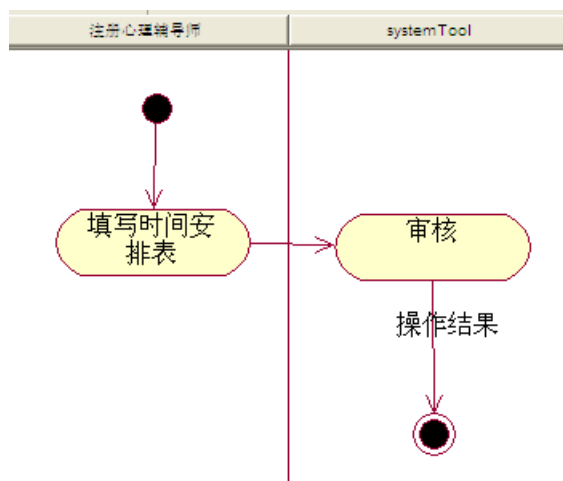 注册心理辅导师
systemTool
填写时间安
排表
审核
操作结果